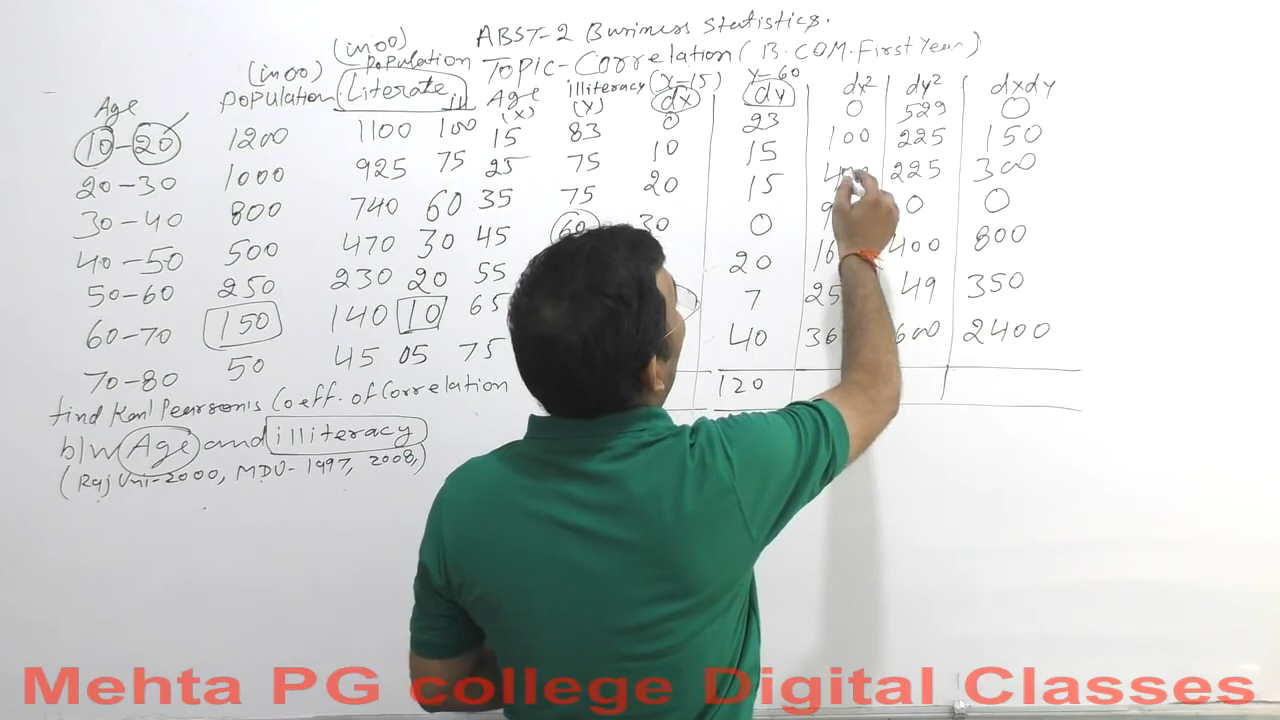 ABST-2 Business Statistics.
(in 00) Topic-Correlation (B.COM-First Year)
(in 00) population
Age population Literate ill Age (X) illiteracy (Y) (X-15) dx Y-60 dy dx² dy² dxdy
10-20 1200 1100 100 15 83 0 23 0 529 0
20-30 1000 925 75 25 75 10 15 100 225 150
30-40 800 740 60 35 75 20 15 400 225 300
40-50 500 470 30 45 60 30 0 9 0 0
50-60 250 230 20 55 20 16 400 800
60-70 150 140 10 65 7 25 49 350
70-80 50 45 05 75 40 36 600 2400
120
find Karl Pearson's Coeff. of Correlation
b/w Age and illiteracy
(Raj Uni-2000, MDU-1997, 2008,)
Mehta PG college Digital Classes